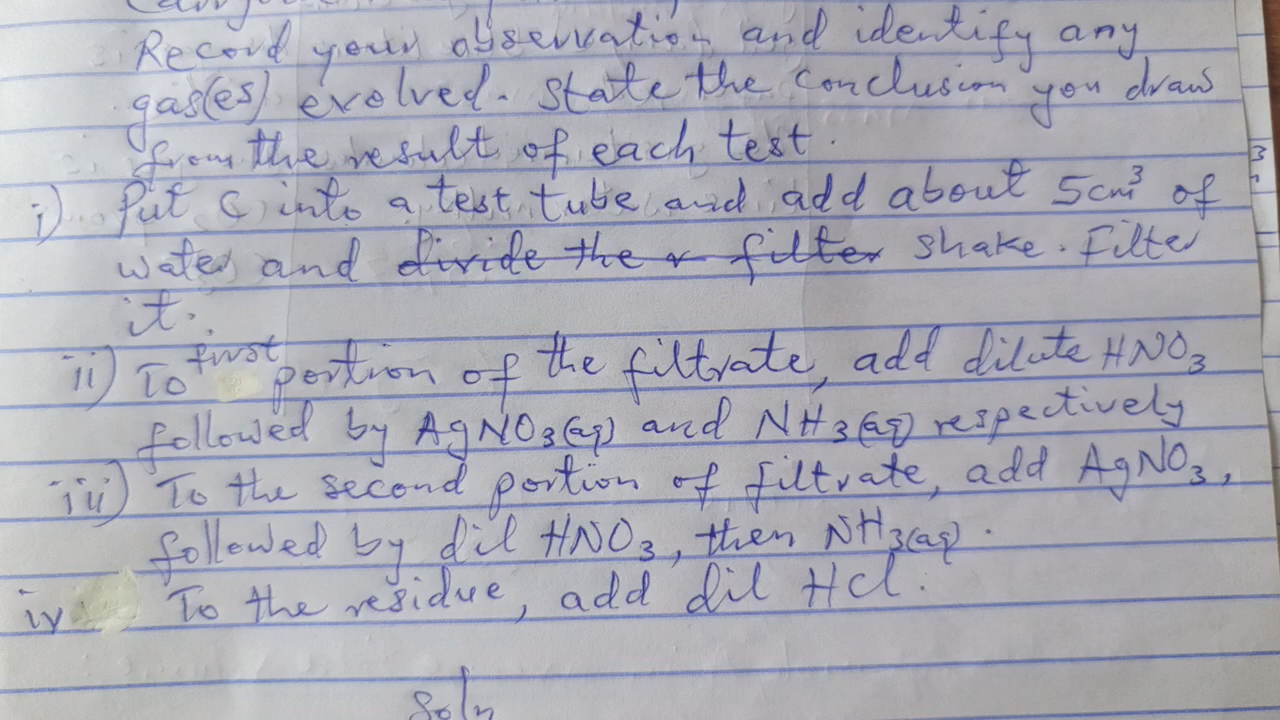 Record your observation and identify any
gas(es) evolved. State the conclusion you draw
from the result of each test.
i) Put C into a test tube and add about 5cm³ of
water and divide the r filter shake. Filter
it.
ii) To first portion of the filtrate, add dilute HNO3
followed by AgNO3(aq) and NH3(aq) respectively
iii) To the second portion of filtrate, add AgNO3,
followed by dil HNO3, then NH3(aq).
iv To the residue, add dil HCl.
Soln